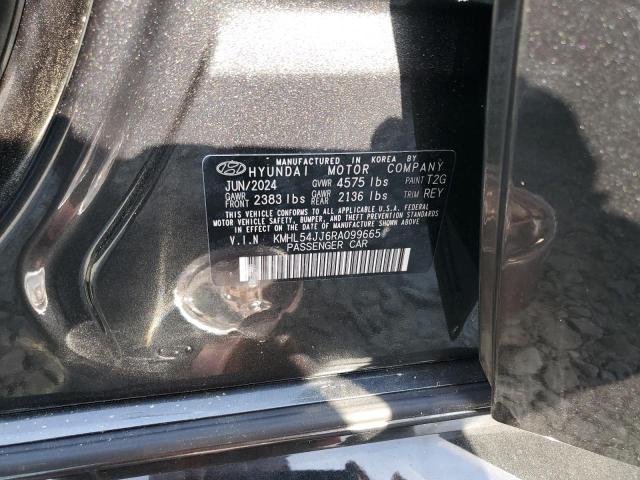 MANUFACTURED IN KOREA BY
HYUNDAI MOTOR COMPANY
JUN/2024 GVWR 4575 lbs PAINT T2G
GAWR FRONT 2383 lbs GAWR REAR 2136 lbs TRIM REY
THIS VEHICLE CONFORMS TO ALL APPLICABLE U.S.A. FEDERAL
MOTOR VEHICLE SAFETY, BUMPER, AND THEFT PREVENTION STANDARDS
IN EFFECT ON THE DATE OF MANUFACTURE SHOWN ABOVE
V.I.N KMHL54JJ6RA099665
PASSENGER CAR